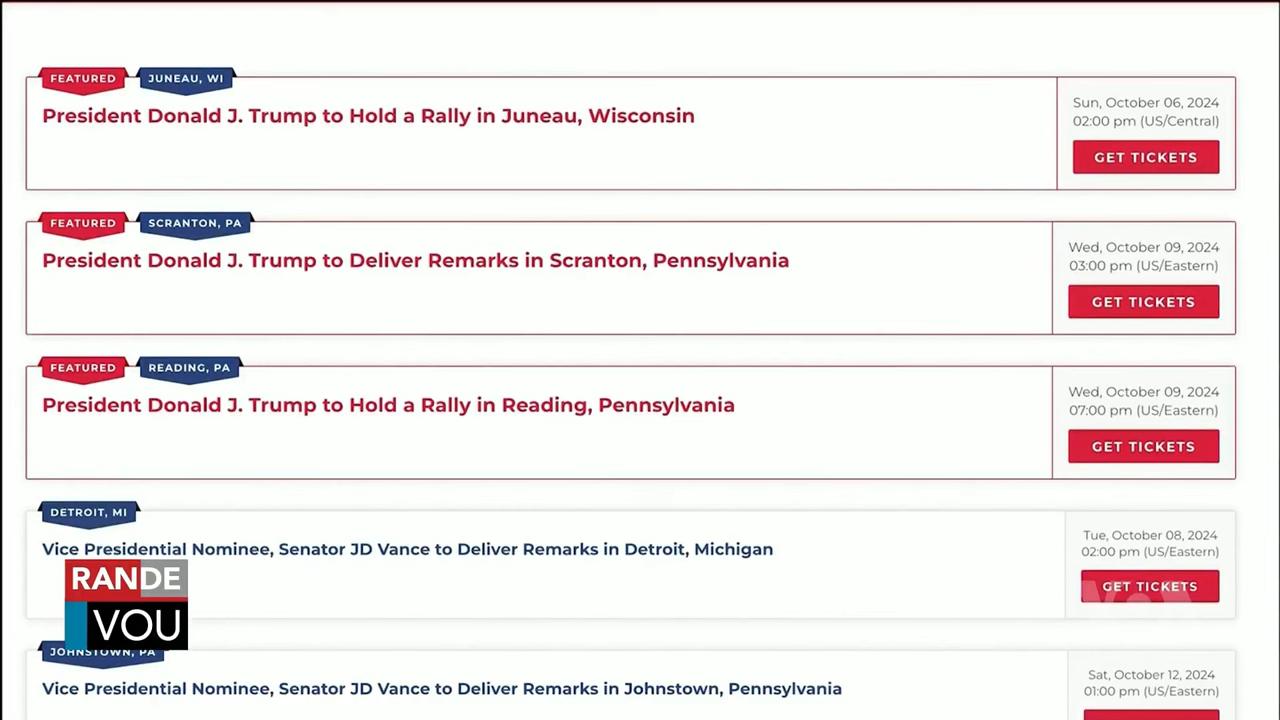 FEATURED
JUNEAU, WI
President Donald J. Trump to Hold a Rally in Juneau, Wisconsin
Sun, October 06, 2024
02:00 pm (US/Central)
GET TICKETS
FEATURED
SCRANTON, PA
President Donald J. Trump to Deliver Remarks in Scranton, Pennsylvania
Wed, October 09, 2024
03:00 pm (US/Eastern)
GET TICKETS
FEATURED
READING, PA
President Donald J. Trump to Hold a Rally in Reading, Pennsylvania
Wed, October 09, 2024
07:00 pm (US/Eastern)
GET TICKETS
DETROIT, MI
Vice Presidential Nominee, Senator JD Vance to Deliver Remarks in Detroit, Michigan
Tue, October 08, 2024
02:00 pm (US/Eastern)
GET TICKETS
RANDE
VOU
VOA
JOHNSTOWN, PA
Vice Presidential Nominee, Senator JD Vance to Deliver Remarks in Johnstown, Pennsylvania
Sat, October 12, 2024
01:00 pm (US/Eastern)